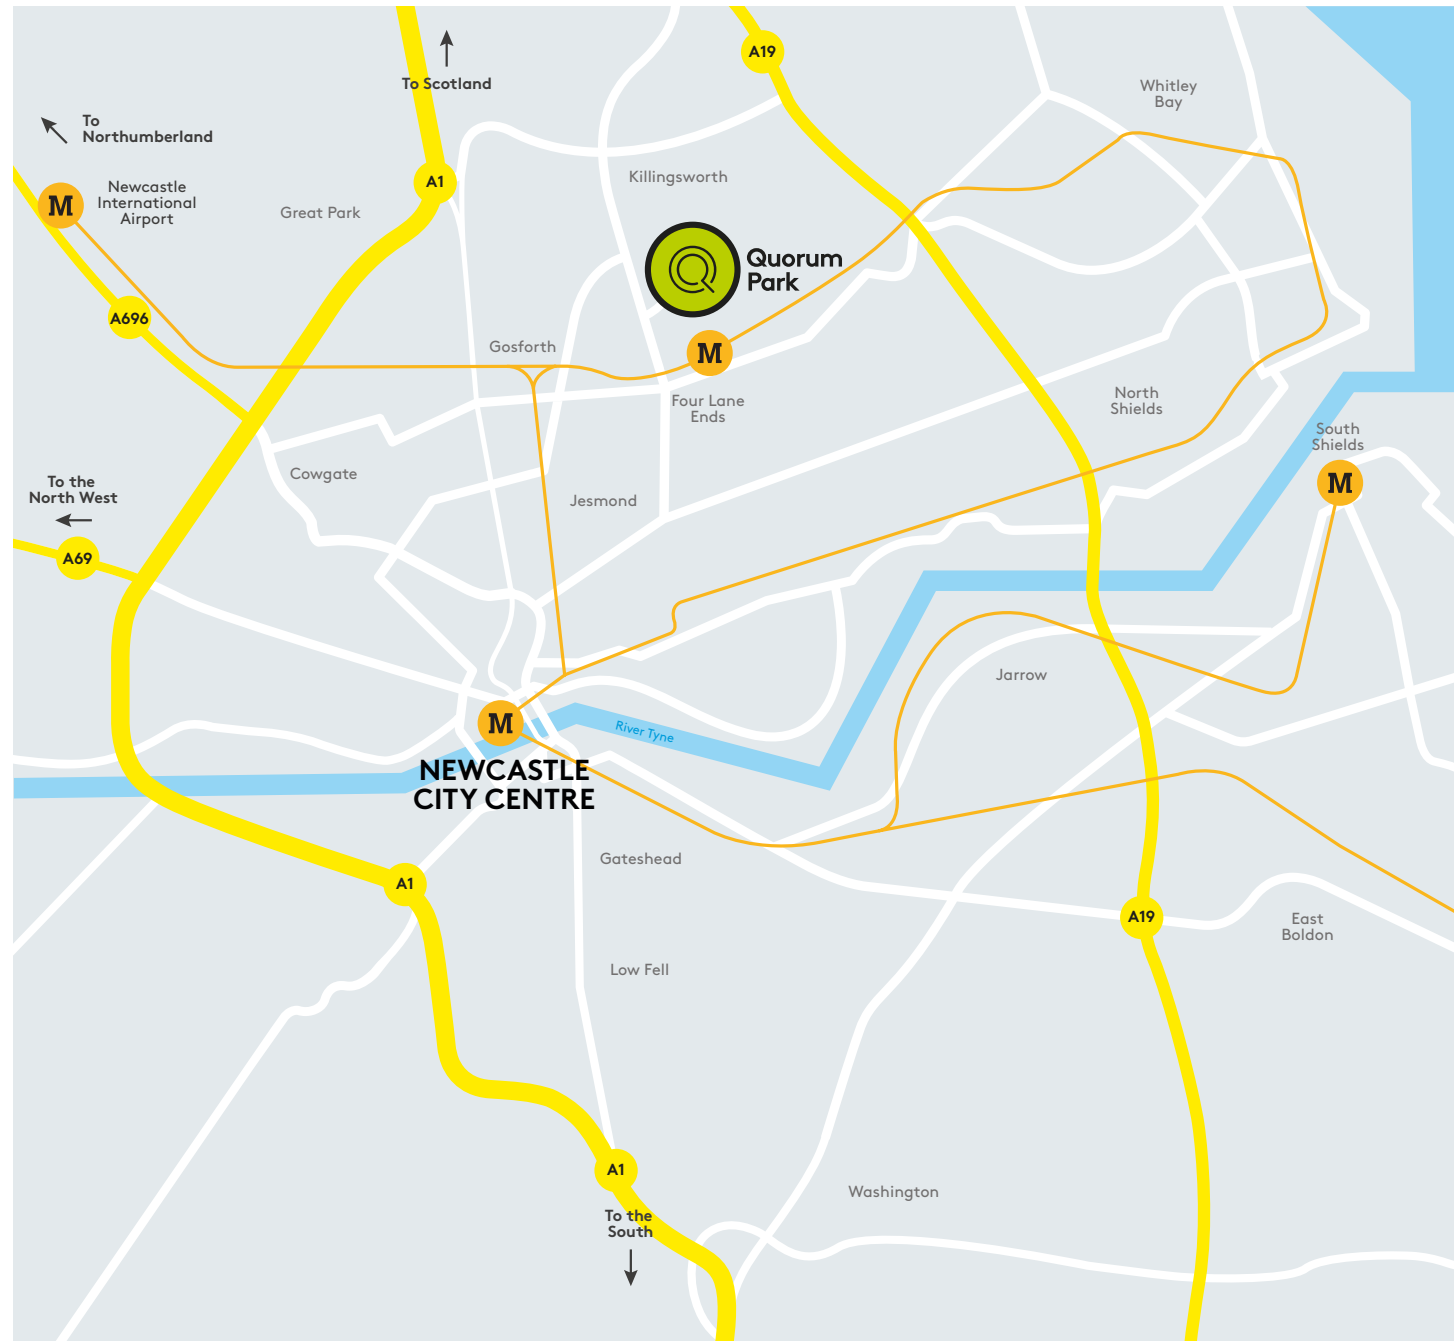 A19
To Scotland
Whitley
Bay
To
Northumberland
A1
Killingsworth
Newcastle
International
Airport
M
Great Park
Quorum
Park
A696
Gosforth
M
Four Lane
Ends
North
Shields
South
Shields
Cowgate
M
To the
North West
Jesmond
A69
Jarrow
M
River Tyne
NEWCASTLE
CITY CENTRE
Gateshead
A1
A19
East
Boldon
Low Fell
A1
Washington
To the
South